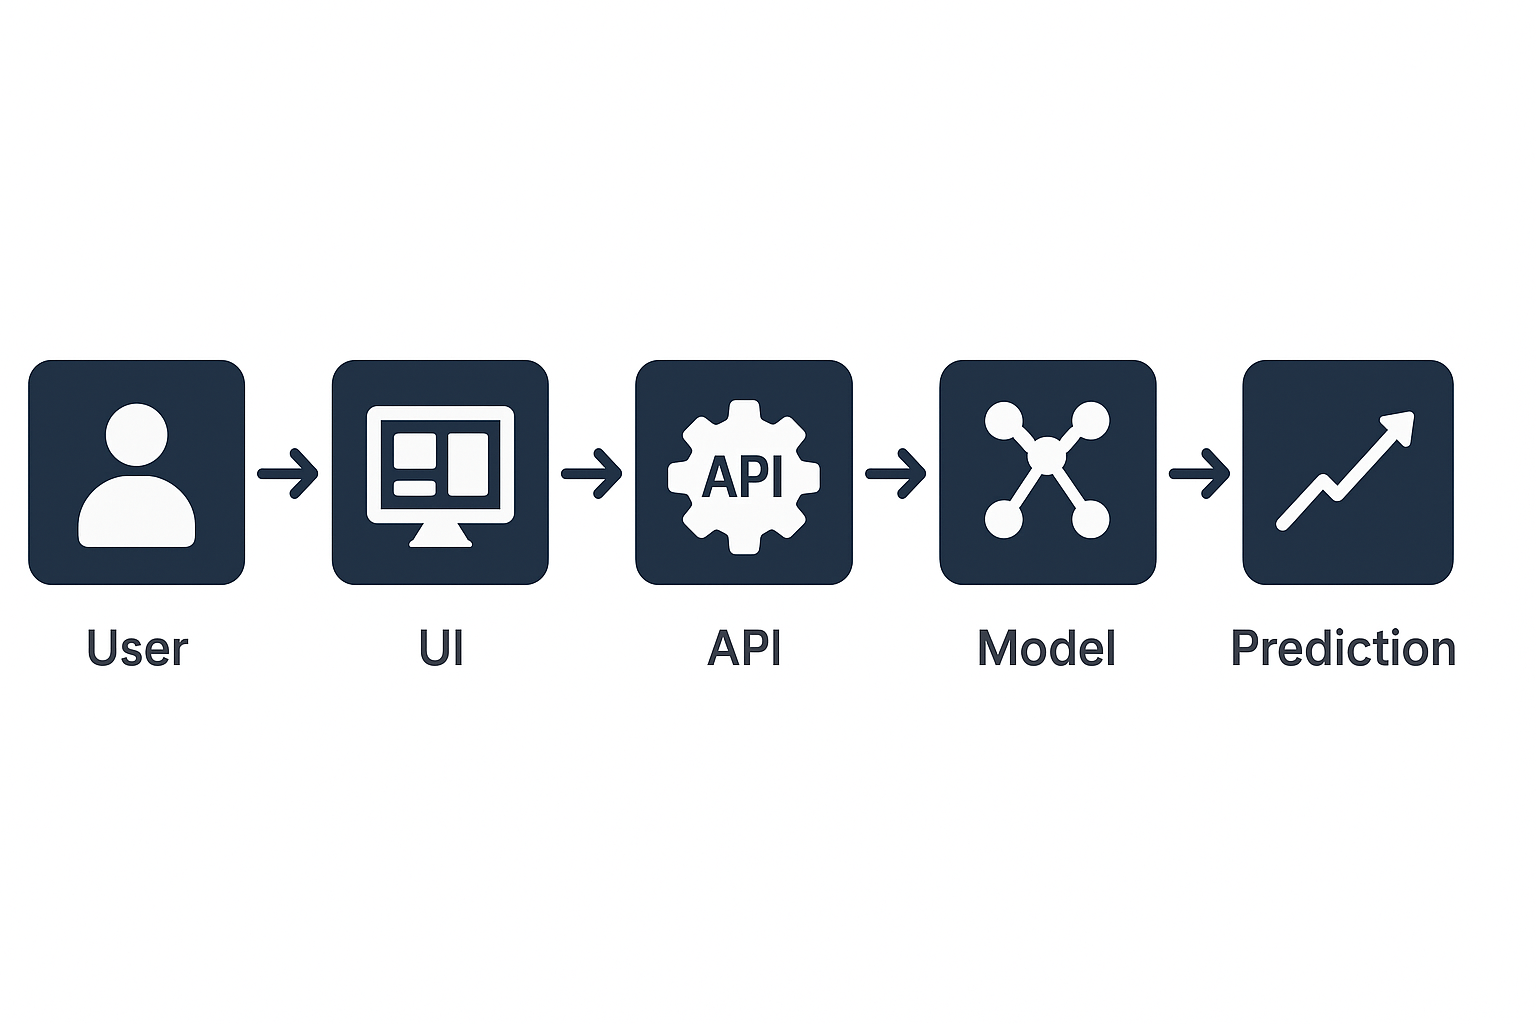 API
User
UI
API
Model
Prediction